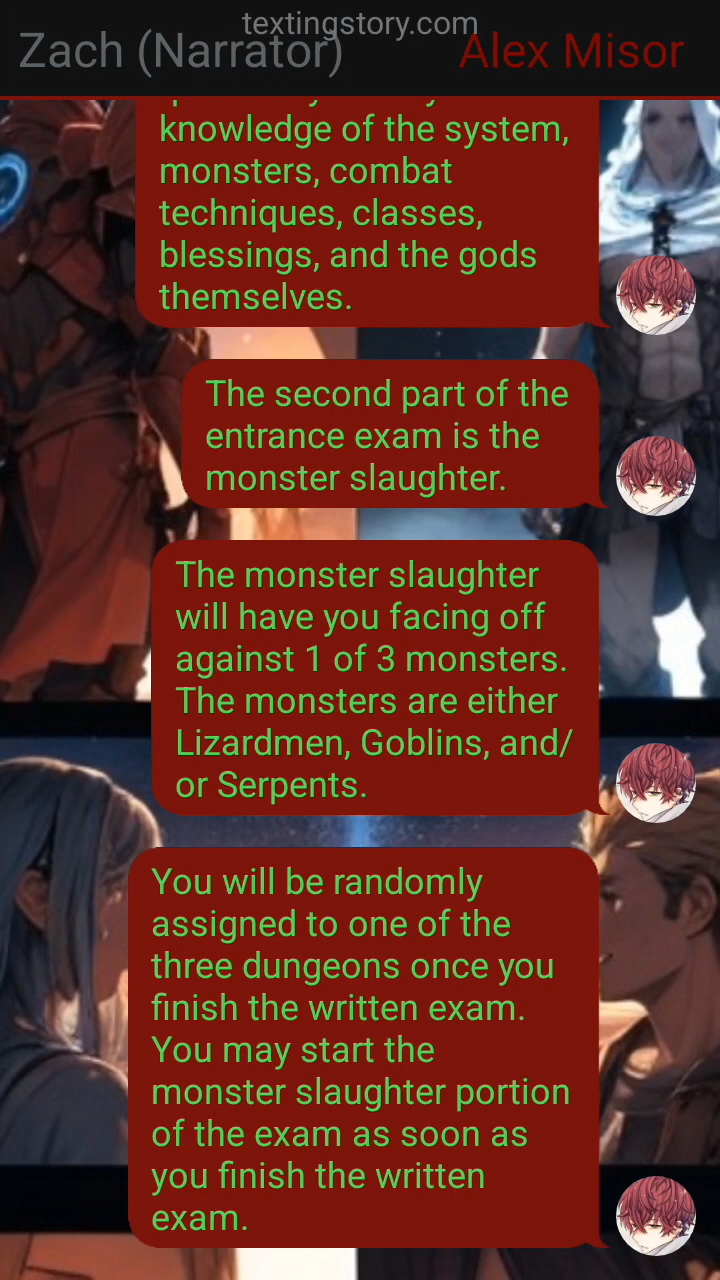 textingstory.com
Zach (Narrator) Alex Misor
knowledge of the system,
monsters, combat
techniques, classes,
blessings, and the gods
themselves.
The second part of the
entrance exam is the
monster slaughter.
The monster slaughter
will have you facing off
against 1 of 3 monsters.
The monsters are either
Lizardmen, Goblins, and/
or Serpents.
You will be randomly
assigned to one of the
three dungeons once you
finish the written exam.
You may start the
monster slaughter portion
of the exam as soon as
you finish the written
exam.